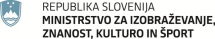 REPUBLIKA SLOVENIJA
MINISTRSTVO ZA IZOBRAŽEVANJE,
ZNANOST, KULTURO IN ŠPORT